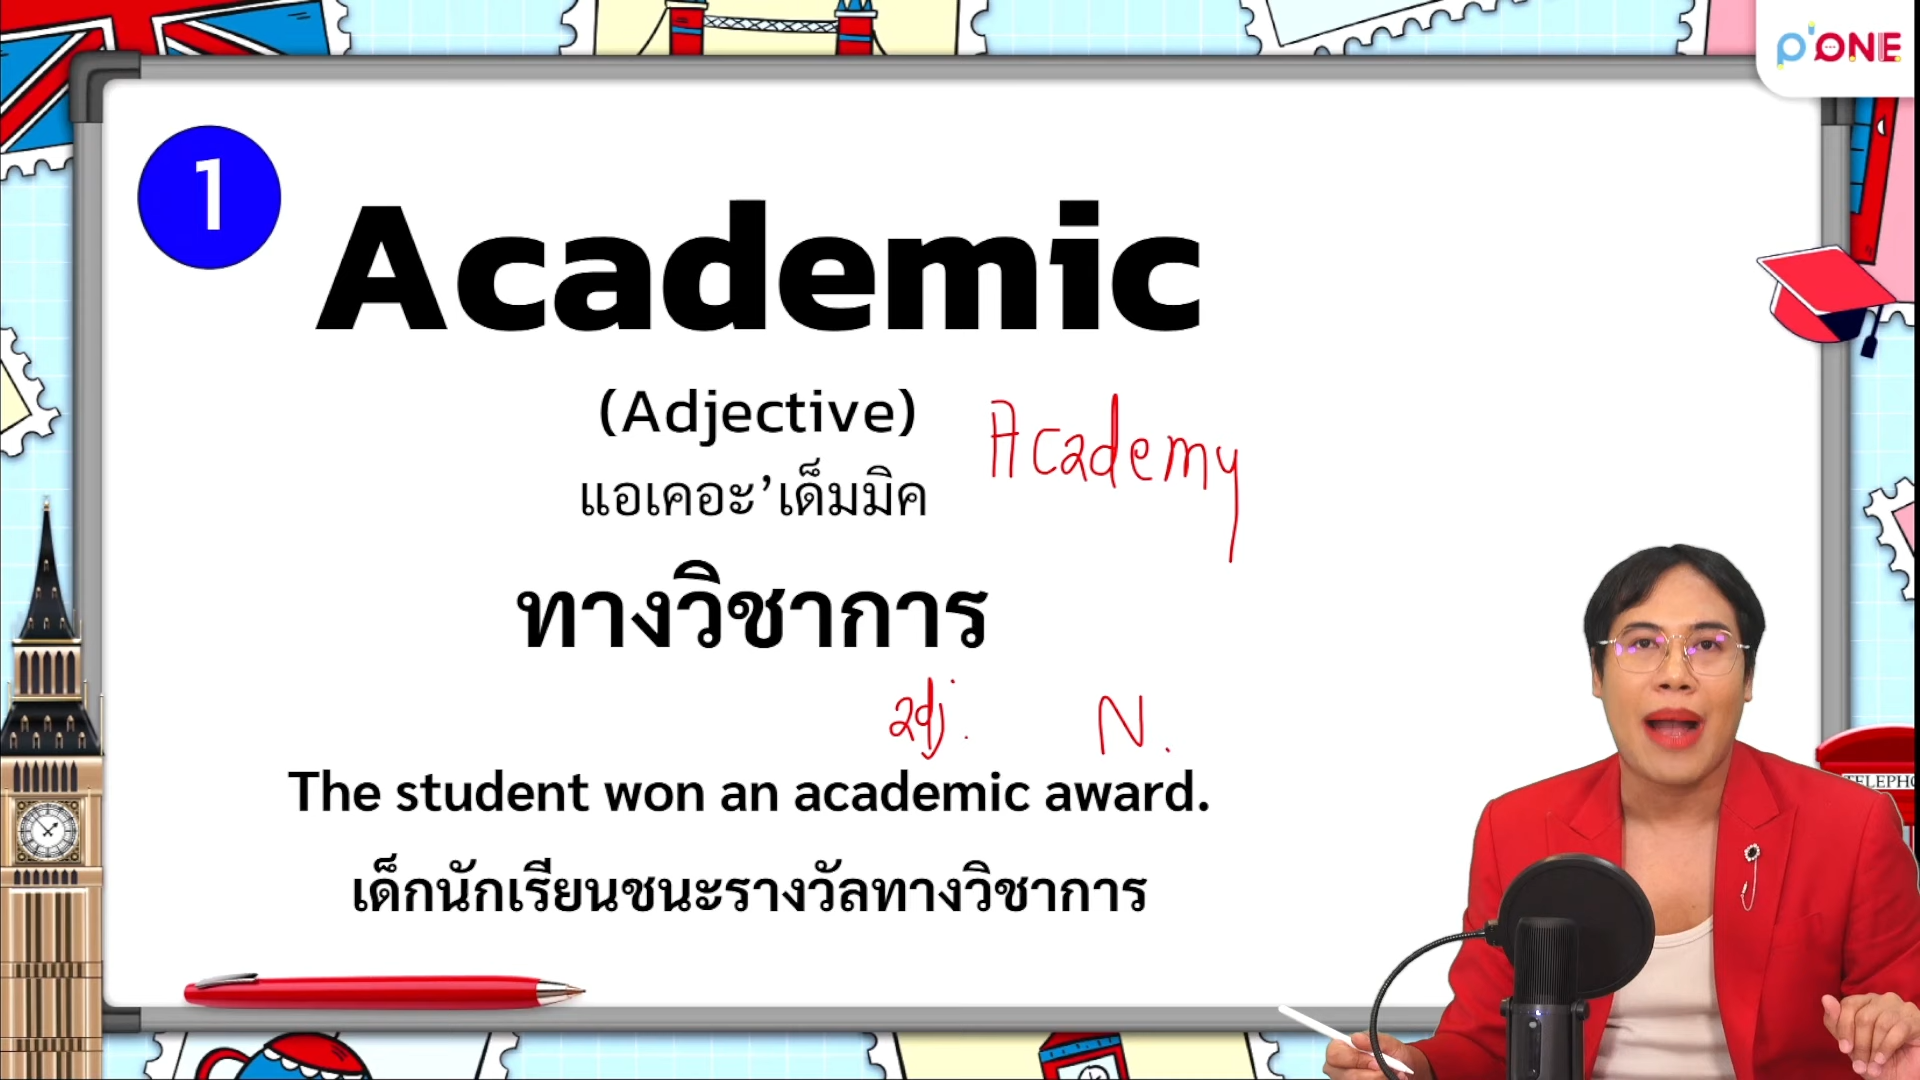 P'ONE
1
Academic
(Adjective)
Academy
แอเคอะ’เด็มมิค
ทางวิชาการ
adj. N.
The student won an academic award.
เด็กนักเรียนชนะรางวัลทางวิชาการ